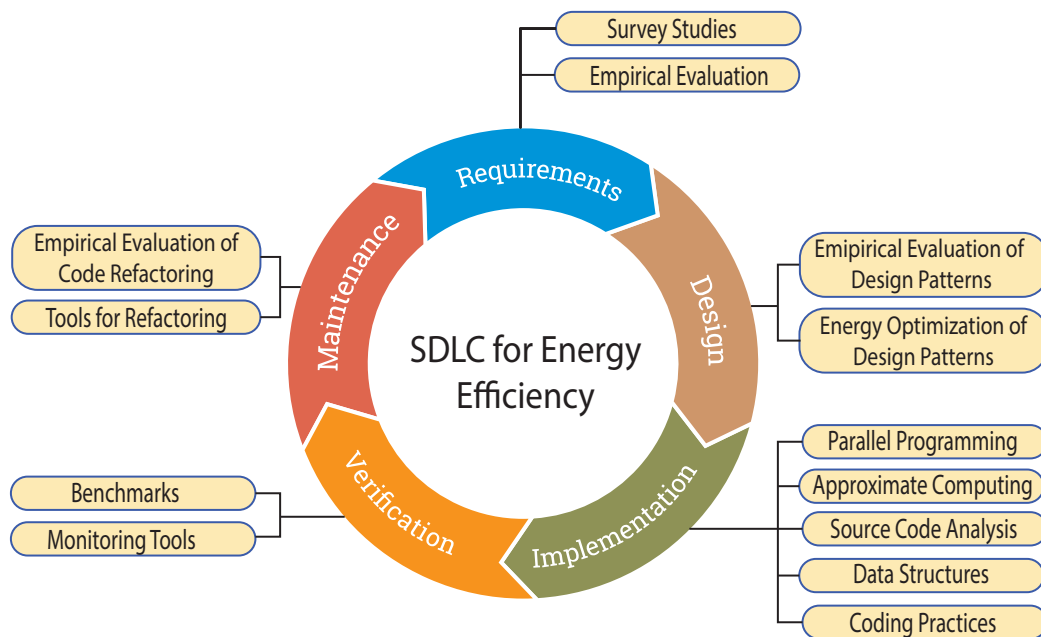 Survey Studies
Empirical Evaluation
Requirements
Design
Implementation
Verification
Maintenance
SDLC for Energy
Efficiency
Emipirical Evaluation of
Design Patterns
Energy Optimization of
Design Patterns
Parallel Programming
Approximate Computing
Source Code Analysis
Data Structures
Coding Practices
Benchmarks
Monitoring Tools
Empirical Evaluation of
Code Refactoring
Tools for Refactoring